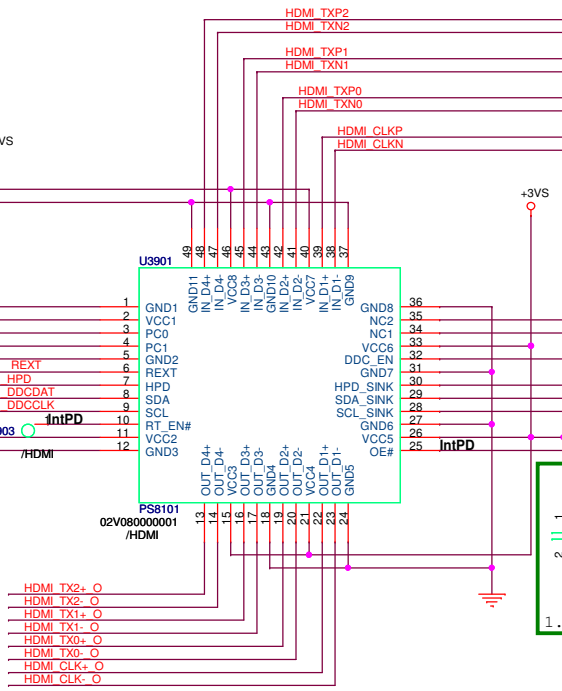 HDMI_TXP2
HDMI_TXN2
HDMI_TXP1
HDMI_TXN1
HDMI_TXP0
HDMI_TXN0
HDMI_CLKP
HDMI_CLKN
VS
+3VS
U3901
49 48 47 46 45 44 43 42 41 40 39 38 37
GND11 IN_D4+ IN_D4- VCC8 IN_D3+ IN_D3- GND10 IN_D2+ IN_D2- VCC7 IN_D1+ IN_D1- GND9
1 GND1 GND8 36
2 VCC1 NC2 35
3 PC0 NC1 34
4 PC1 VCC6 33
5 GND2 DDC_EN 32
REXT 6 REXT GND7 31
HPD 7 HPD HPD_SINK 30
DDCDAT 8 SDA SDA_SINK 29
DDCCLK 9 SCL SCL_SINK 28
1 IntPD 10 RT_EN# GND6 27
903 11 VCC2 VCC5 26
/HDMI 12 GND3 OE# 25 IntPD
OUT_D4+ OUT_D4- VCC3 OUT_D3+ OUT_D3- GND4 OUT_D2+ OUT_D2- VCC4 OUT_D1+ OUT_D1- GND5
PS8101
02V080000001
/HDMI
13 14 15 16 17 18 19 20 21 22 23 24
1
2
1.
HDMI_TX2+_O
HDMI_TX2-_O
HDMI_TX1+_O
HDMI_TX1-_O
HDMI_TX0+_O
HDMI_TX0-_O
HDMI_CLK+_O
HDMI_CLK-_O